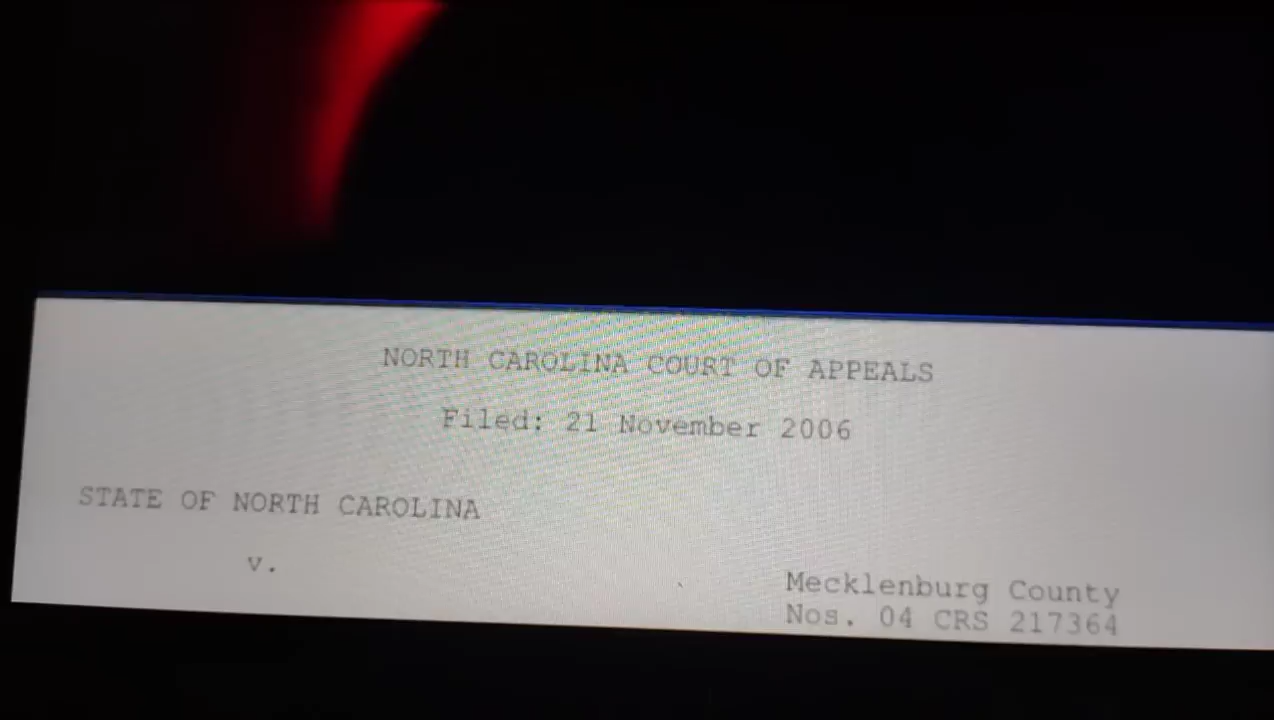 NORTH CAROLINA COURT OF APPEALS
Filed: 21 November 2006
STATE OF NORTH CAROLINA
v.
Mecklenburg County
Nos. 04 CRS 217364